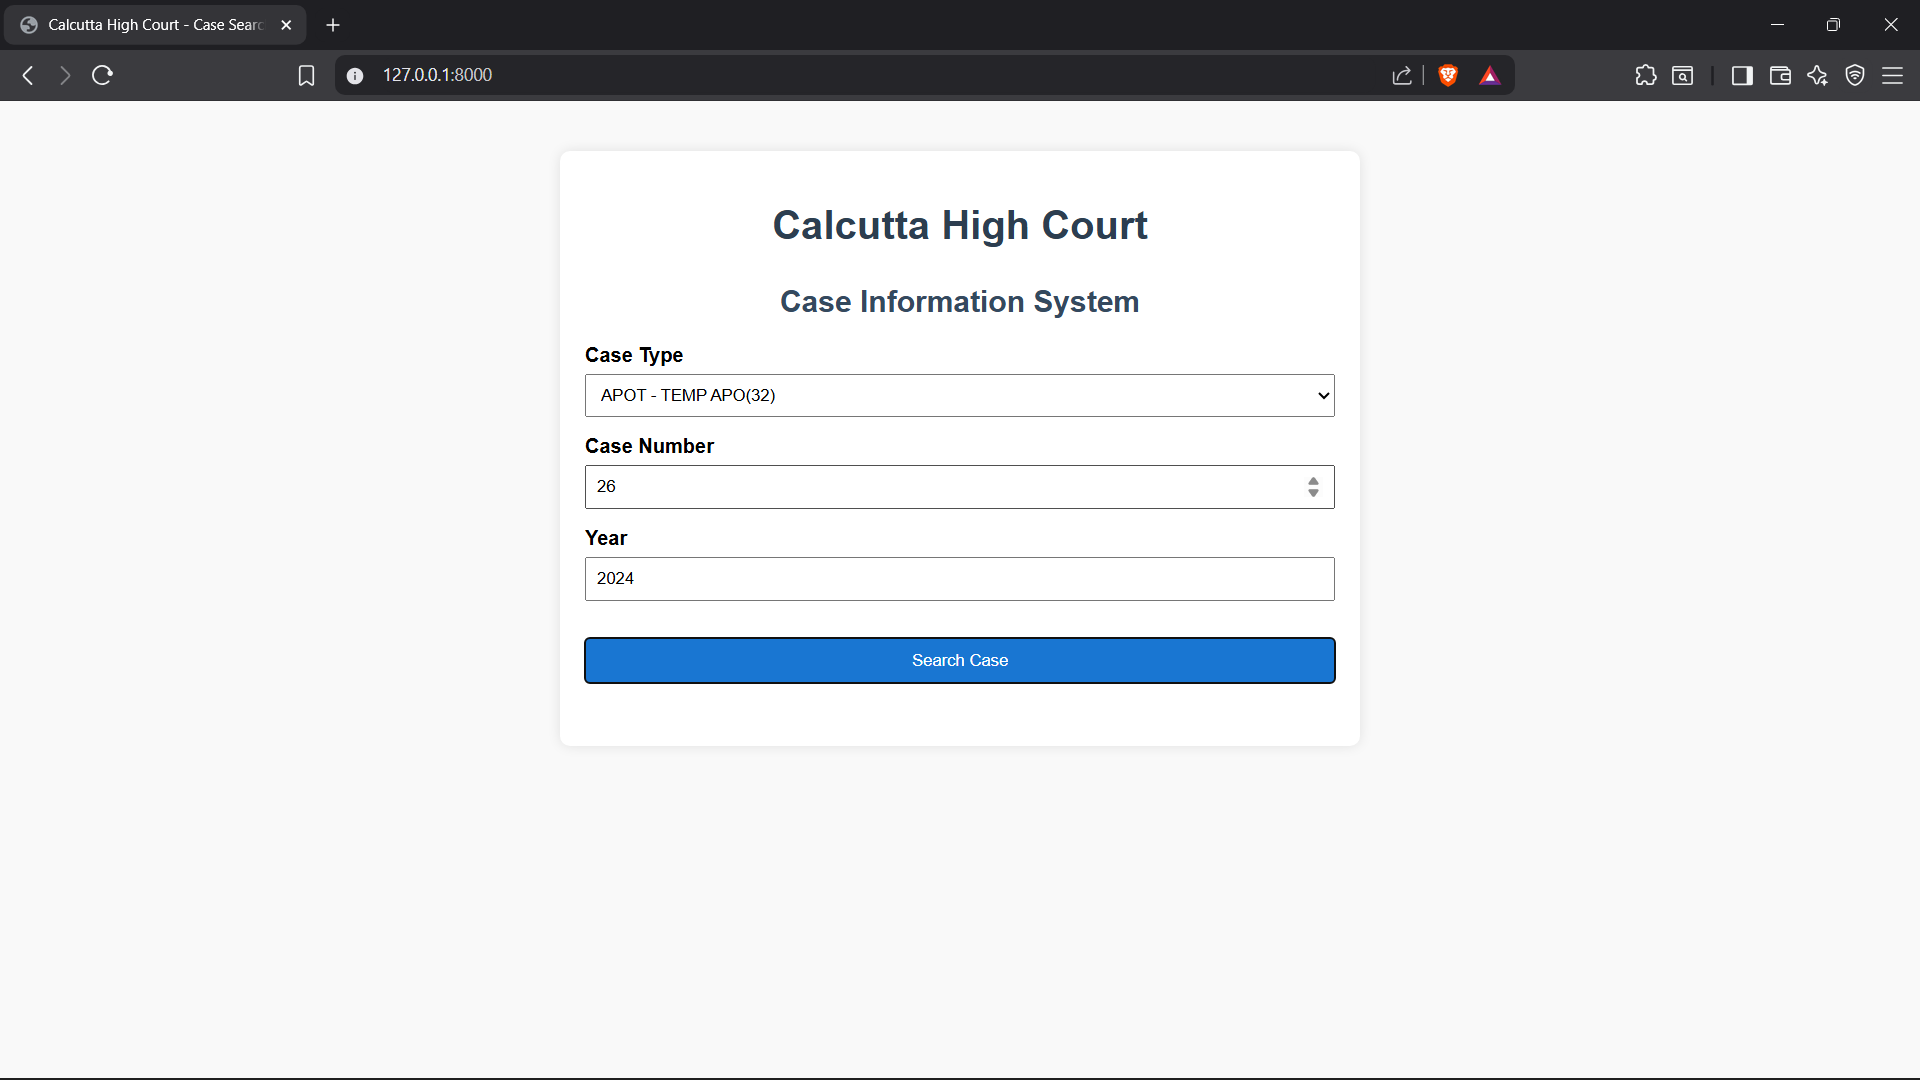 Calcutta High Court - Case Searc
127.0.0.1:8000
Calcutta High Court
Case Information System
Case Type
APOT - TEMP APO(32)
Case Number
26
Year
2024
Search Case